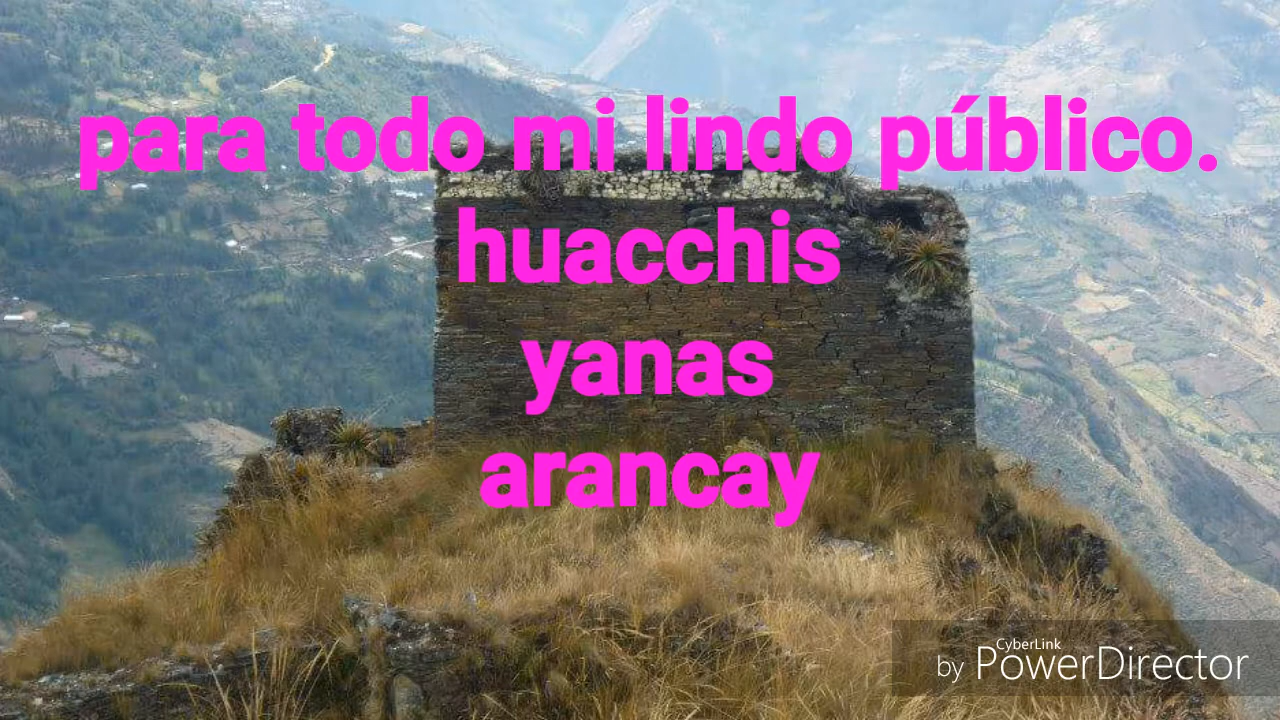 para todo mi lindo público.
huacchis
yanas
arancay
CyberLink
by PowerDirector